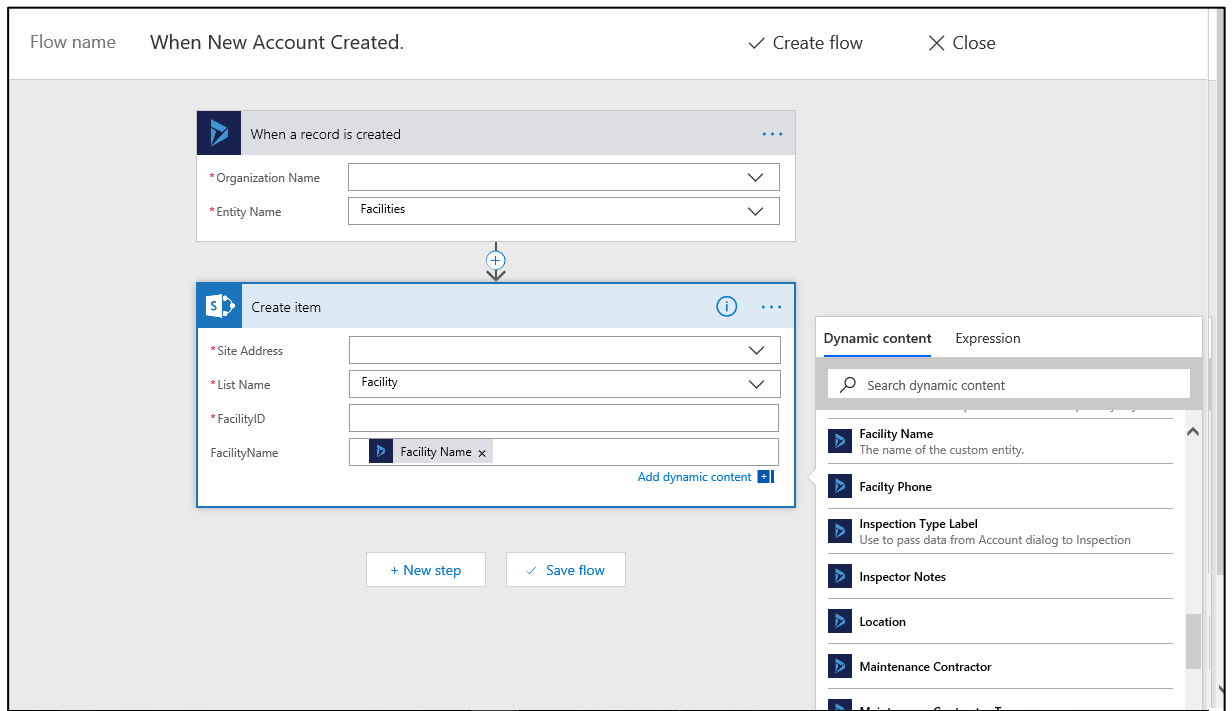 Flow name When New Account Created. Create flow Close
When a record is created
*Organization Name
*Entity Name Facilities
S Create item
*Site Address
*List Name Facility
*FacilityID
FacilityName Facility Name ×
Add dynamic content
+ New step Save flow
Dynamic content Expression
Search dynamic content
Facility Name
The name of the custom entity.
Facilty Phone
Inspection Type Label
Use to pass data from Account dialog to Inspection
Inspector Notes
Location
Maintenance Contractor